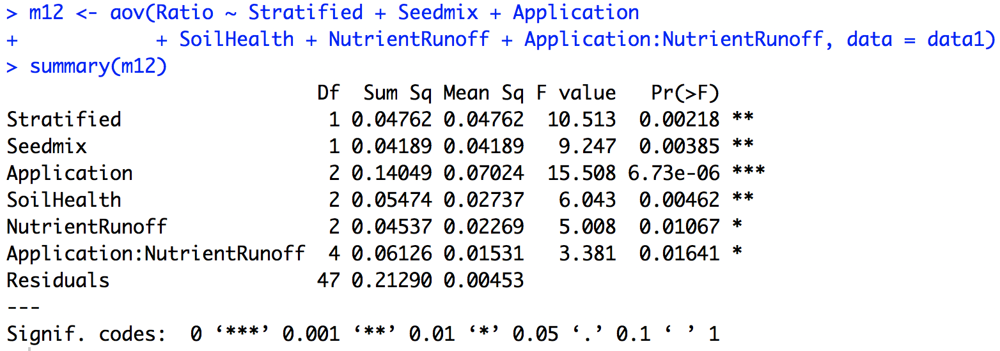 > m12 <- aov(Ratio ~ Stratified + Seedmix + Application
+            + SoilHealth + NutrientRunoff + Application:NutrientRunoff, data = data1)
> summary(m12)
                           Df  Sum Sq Mean Sq F value   Pr(>F)
Stratified                  1 0.04762 0.04762  10.513  0.00218 **
Seedmix                     1 0.04189 0.04189   9.247  0.00385 **
Application                 2 0.14049 0.07024  15.508 6.73e-06 ***
SoilHealth                  2 0.05474 0.02737   6.043  0.00462 **
NutrientRunoff              2 0.04537 0.02269   5.008  0.01067 *
Application:NutrientRunoff  4 0.06126 0.01531   3.381  0.01641 *
Residuals                  47 0.21290 0.00453
---
Signif. codes:  0 ‘***’ 0.001 ‘**’ 0.01 ‘*’ 0.05 ‘.’ 0.1 ‘ ’ 1